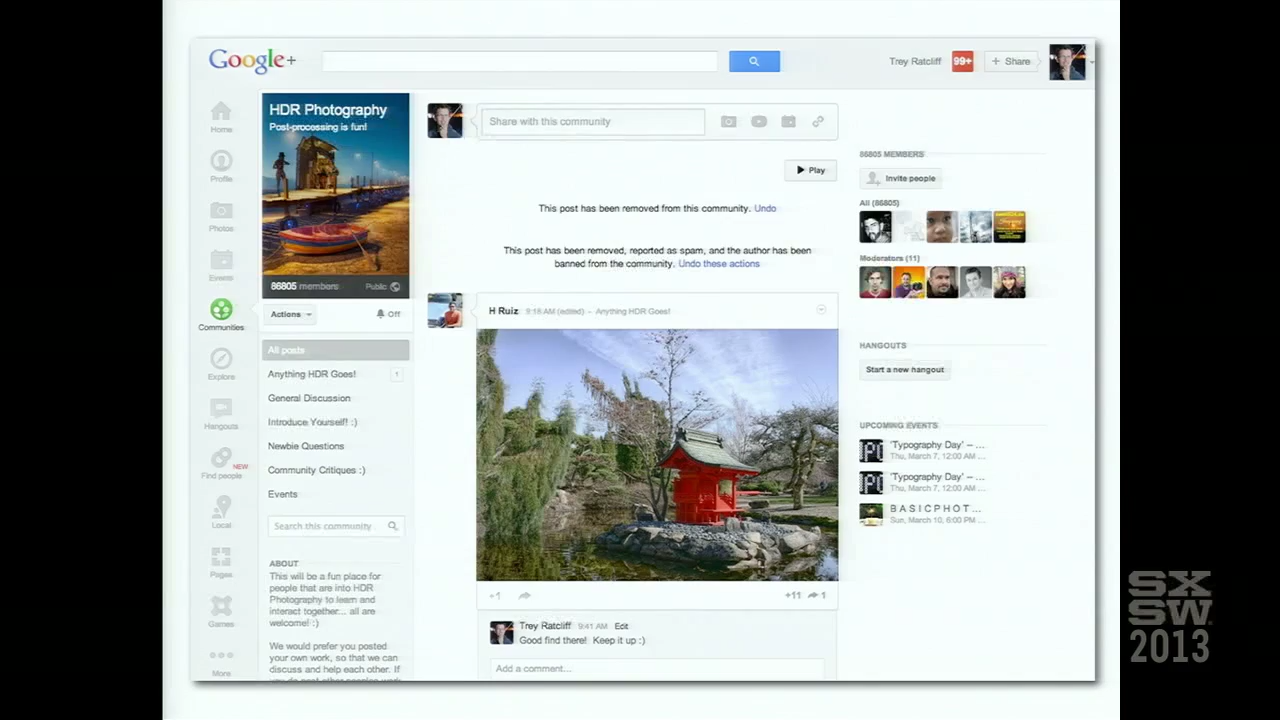 Google+
Trey Ratcliff
99+
+ Share
Home
Profile
Photos
Events
Communities
Explore
Hangouts
Find people
NEW
Local
Pages
Games
More
HDR Photography
Post-processing is fun!
86805 members
Public
Actions
Off
All posts
Anything HDR Goes!
1
General Discussion
Introduce Yourself! :)
Newbie Questions
Community Critiques :)
Events
Search this community
ABOUT
This will be a fun place for
people that are into HDR
Photography to learn and
interact together... all are
welcome! :)
We would prefer you posted
your own work, so that we can
discuss and help each other. If
Share with this community
Play
This post has been removed from this community. Undo
This post has been removed, reported as spam, and the author has been
banned from the community. Undo these actions
H Ruiz 9:18 AM (edited) – Anything HDR Goes!
+1
+11
1
Trey Ratcliff 9:41 AM Edit
Good find there! Keep it up :)
Add a comment...
86805 MEMBERS
Invite people
All (86805)
Moderators (11)
HANGOUTS
Start a new hangout
UPCOMING EVENTS
'Typography Day' – ...
Thu, March 7, 12:00 AM ...
'Typography Day' – ...
Thu, March 7, 12:00 AM ...
B A S I C P H O T ...
Sun, March 10, 6:00 PM ...
SX
SW.
2013